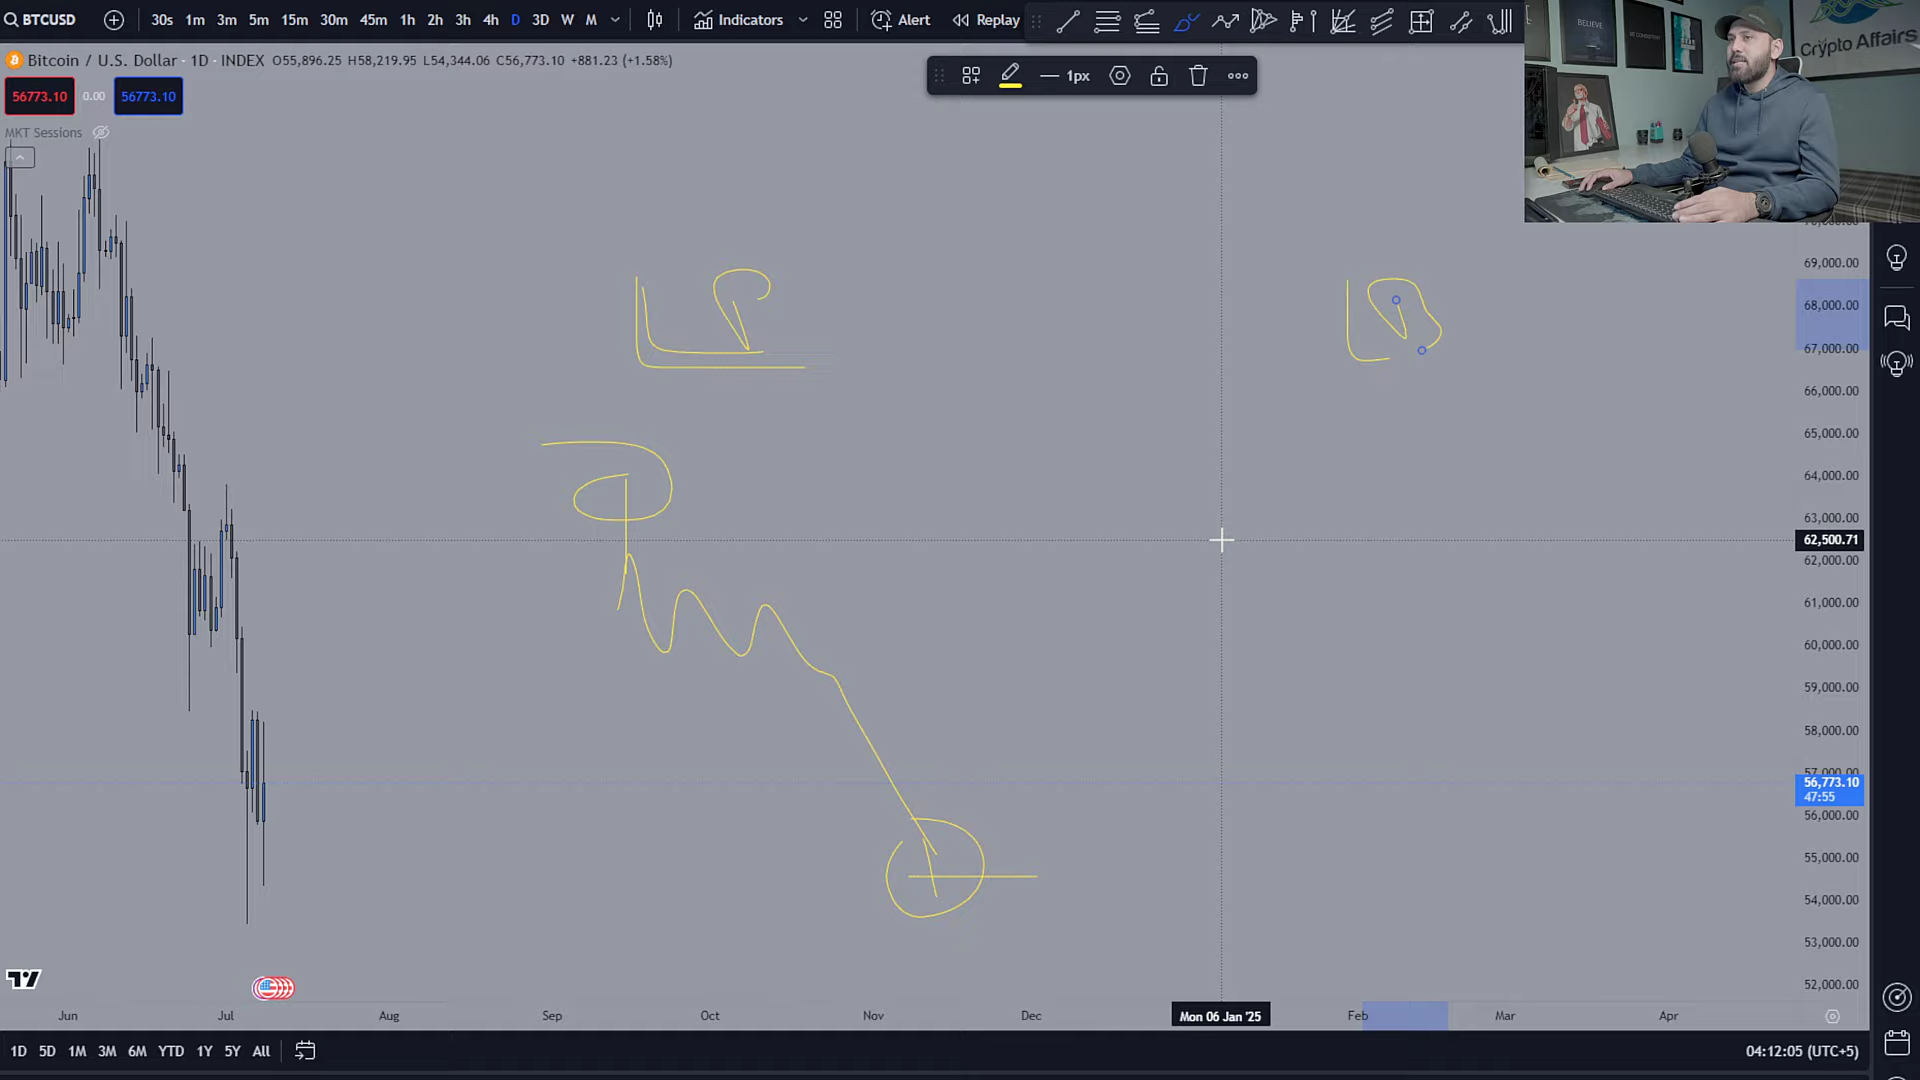 BTCUSD 30s 1m 3m 5m 15m 30m 45m 1h 2h 3h 4h D 3D W M Indicators Alert Replay
Bitcoin / U.S. Dollar · 1D · INDEX O55,896.25 H58,219.95 L54,344.06 C56,773.10 +881.23 (+1.58%)
1px
56773.10 0.00 56773.10
MKT Sessions
BELIEVE
Crypto Affairs
LP
LP
P
69,000.00
68,000.00
67,000.00
66,000.00
65,000.00
64,000.00
63,000.00
62,500.71
62,000.00
61,000.00
60,000.00
59,000.00
58,000.00
57,000.00
56,773.10
47:55
56,000.00
55,000.00
54,000.00
53,000.00
52,000.00
Jun Jul Aug Sep Oct Nov Dec Mon 06 Jan '25 Feb Mar Apr
1D 5D 1M 3M 6M YTD 1Y 5Y All 04:12:05 (UTC+5)